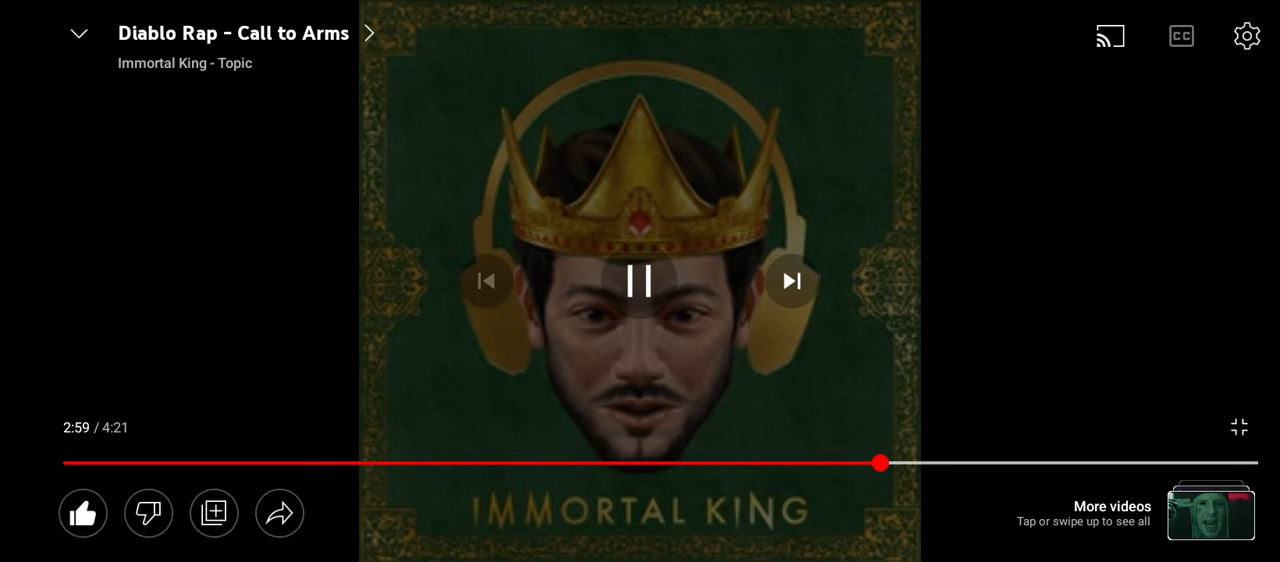 Diablo Rap - Call to Arms
Immortal King - Topic
CC
2:59 / 4:21
IMMORTAL KING
More videos
Tap or swipe up to see all